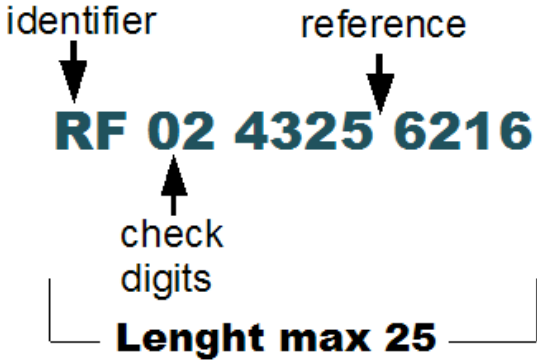 identifier reference
RF 02 4325 6216
check
digits
Lenght max 25